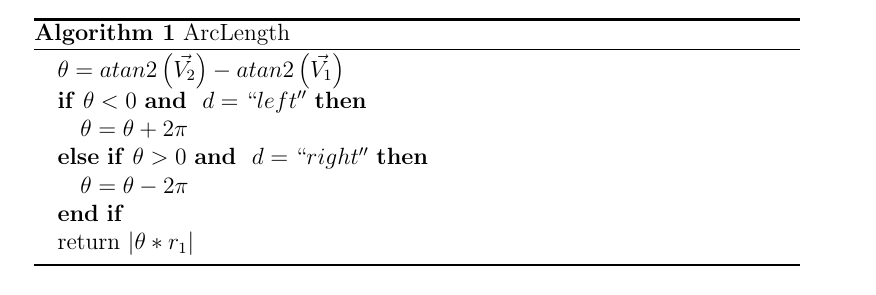 Algorithm 1 ArcLength
θ = atan2 (V⃗₂) − atan2 (V⃗₁)
if θ < 0 and d = “left″ then
θ = θ + 2π
else if θ > 0 and d = “right″ then
θ = θ − 2π
end if
return |θ ∗ r₁|